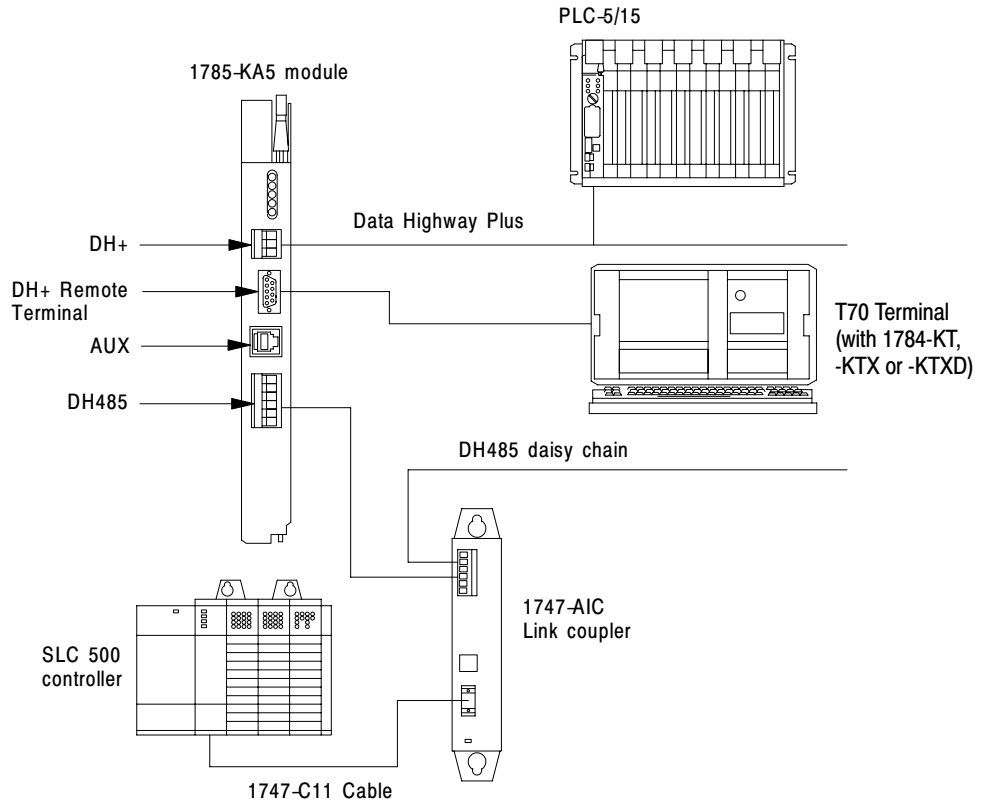 PLC-5/15
1785-KA5 module
Data Highway Plus
DH+
DH+ Remote
Terminal
AUX
DH485
T70 Terminal
(with 1784-KT,
-KTX or -KTXD)
DH485 daisy chain
1747-AIC
Link coupler
SLC 500
controller
1747-C11 Cable